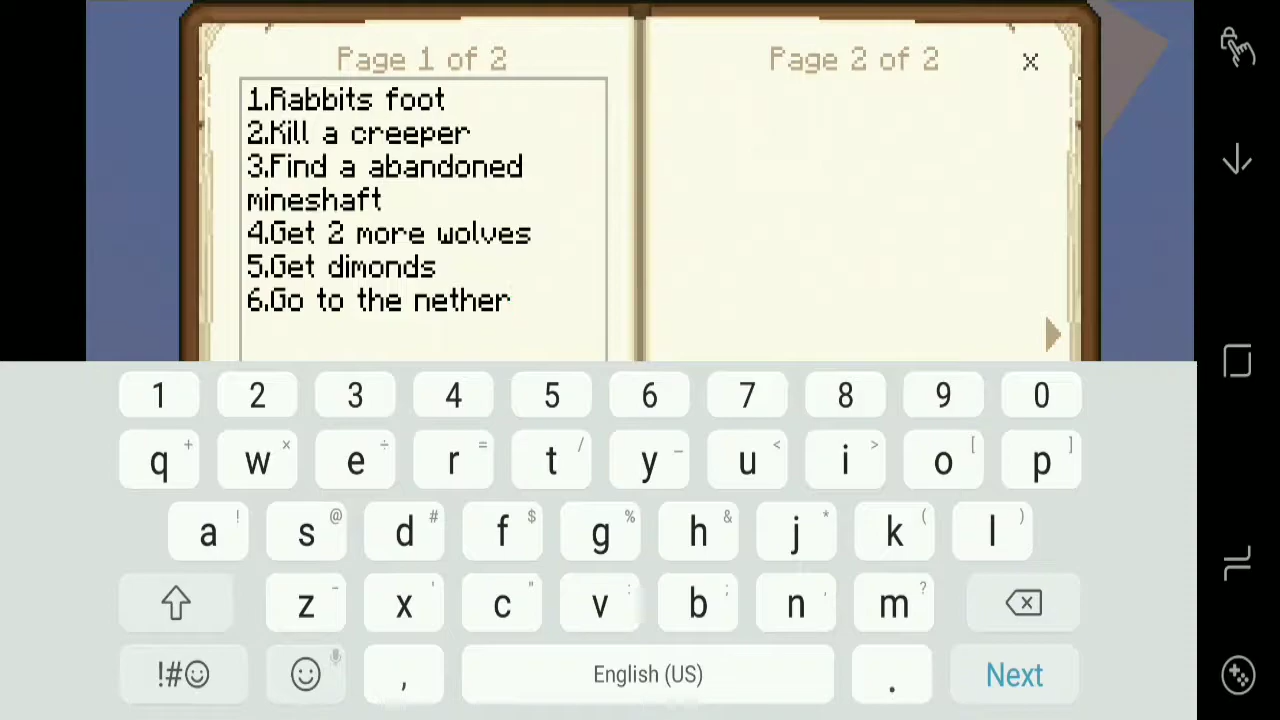 Page 1 of 2
Page 2 of 2
x
1.Rabbits foot
2.Kill a creeper
3.Find a abandoned
mineshaft
4.Get 2 more wolves
5.Get dimonds
6.Go to the nether
1 2 3 4 5 6 7 8 9 0
q + w × e ÷ r = t / y _ u < i > o [ p ]
a ! s @ d # f $ g % h & j * k ( l )
z - x ' c " v : b ; n , m ?
!#☺ , English (US) . Next